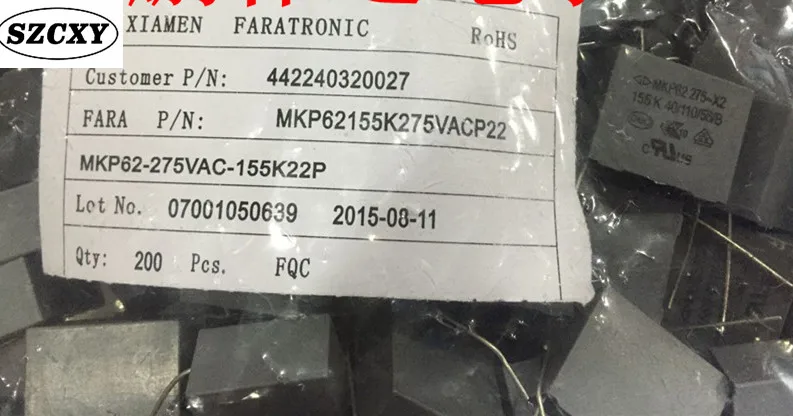 SZCXY
XIAMEN FARATRONIC
RoHS
Customer P/N: 442240320027
FARA P/N: MKP62155K275VACP22
MKP62-275VAC-155K22P
Lot No. 07001050639 2015-08-11
Qty: 200 Pcs. FQC
MKP62 275~X2
155K 40/110/56/B